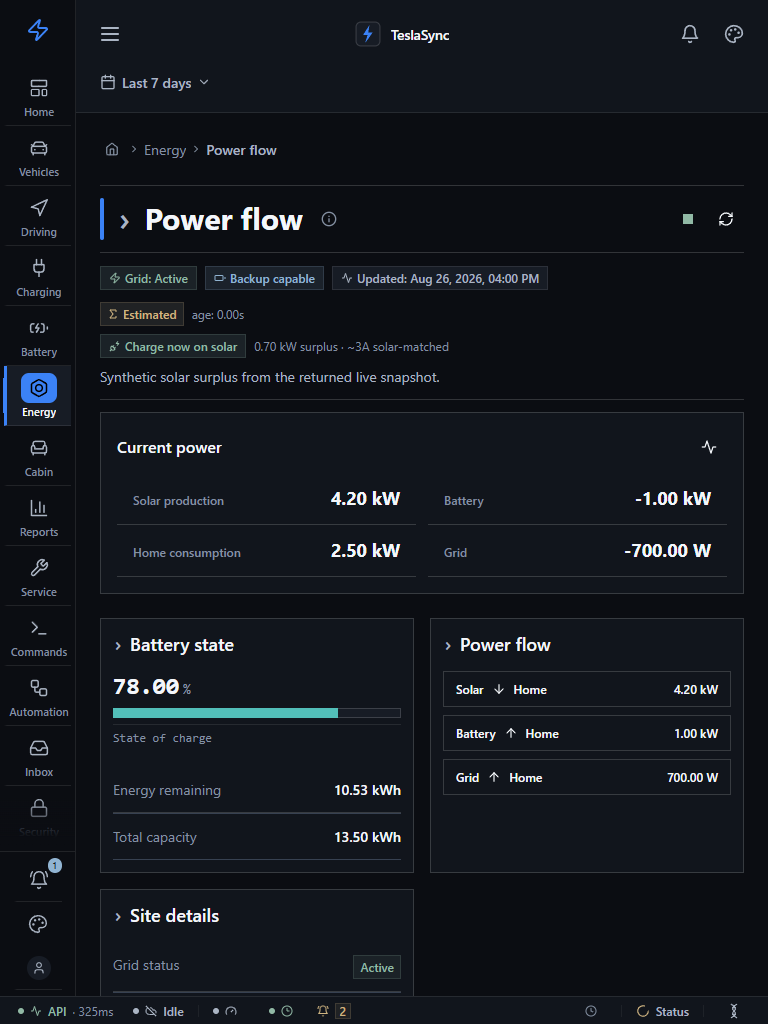 TeslaSync
Last 7 days
Home
Vehicles
Driving
Charging
Battery
Energy
Cabin
Reports
Service
Commands
Automation
Inbox
Security
1
Energy
Power flow
Power flow
Grid: Active
Backup capable
Updated: Aug 26, 2026, 04:00 PM
Estimated
age: 0.00s
Charge now on solar
0.70 kW surplus · ~3A solar-matched
Synthetic solar surplus from the returned live snapshot.
Current power
Solar production 4.20 kW
Battery -1.00 kW
Home consumption 2.50 kW
Grid -700.00 W
Battery state
78.00 %
State of charge
Energy remaining 10.53 kWh
Total capacity 13.50 kWh
Power flow
Solar ↓ Home 4.20 kW
Battery ↑ Home 1.00 kW
Grid ↑ Home 700.00 W
Site details
Grid status Active
API · 325ms
Idle
2
Status